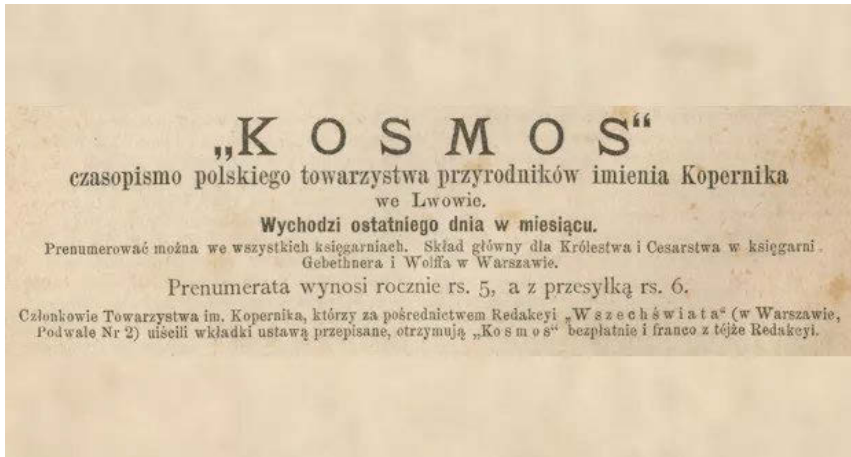 „K O S M O S“
czasopismo polskiego towarzystwa przyrodników imienia Kopernika
we Lwowie.
Wychodzi ostatniego dnia w miesiącu.
Prenumerować można we wszystkich księgarniach. Skład główny dla Królestwa i Cesarstwa w księgarni
Gebethnera i Wolffa w Warszawie.
Prenumerata wynosi rocznie rs. 5, a z przesyłką rs. 6.
Członkowie Towarzystwa im. Kopernika, którzy za pośrednictwem Redakcyi „W s z e c h ś w i a t a“ (w Warszawie,
Podwale Nr 2) uiścili wkładki ustawą przepisane, otrzymują „K o s m o s“ bezpłatnie i franco z téjże Redakcyi.